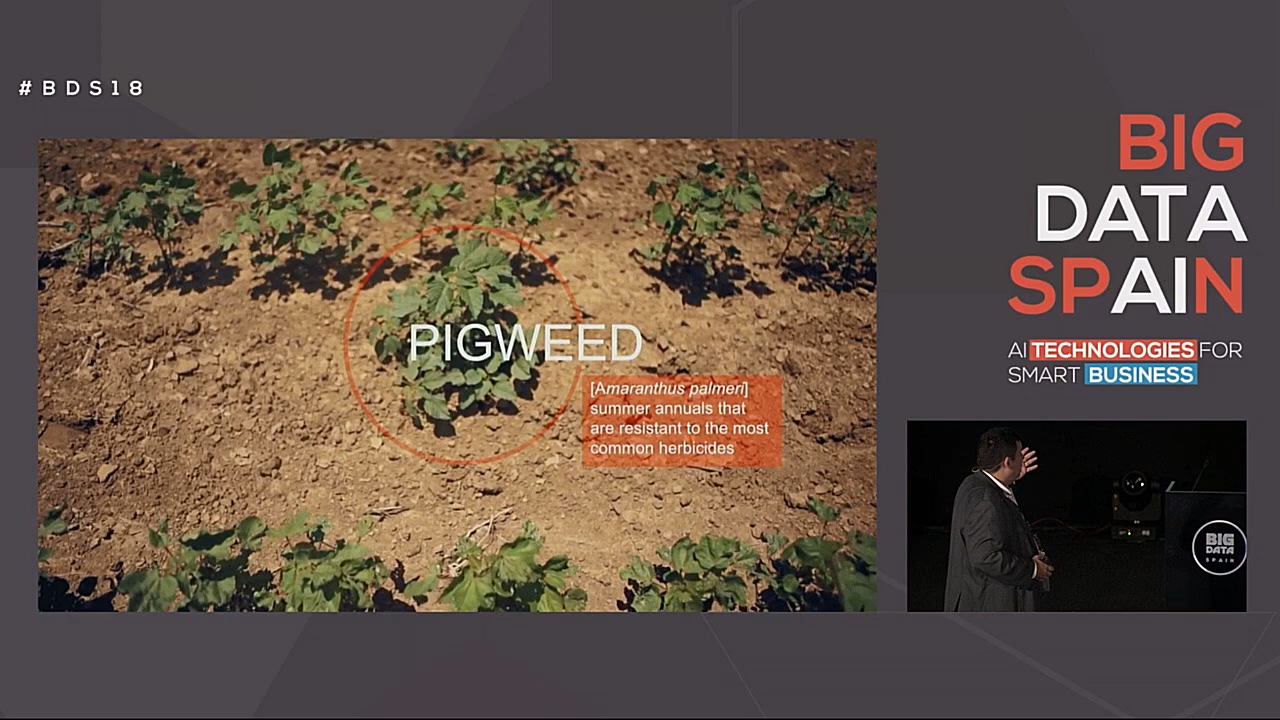 #BDS18
BIG
DATA
SPAIN
AI TECHNOLOGIES FOR
SMART BUSINESS
PIGWEED
[Amaranthus palmeri]
summer annuals that
are resistant to the most
common herbicides
BIG
DATA
SPAIN